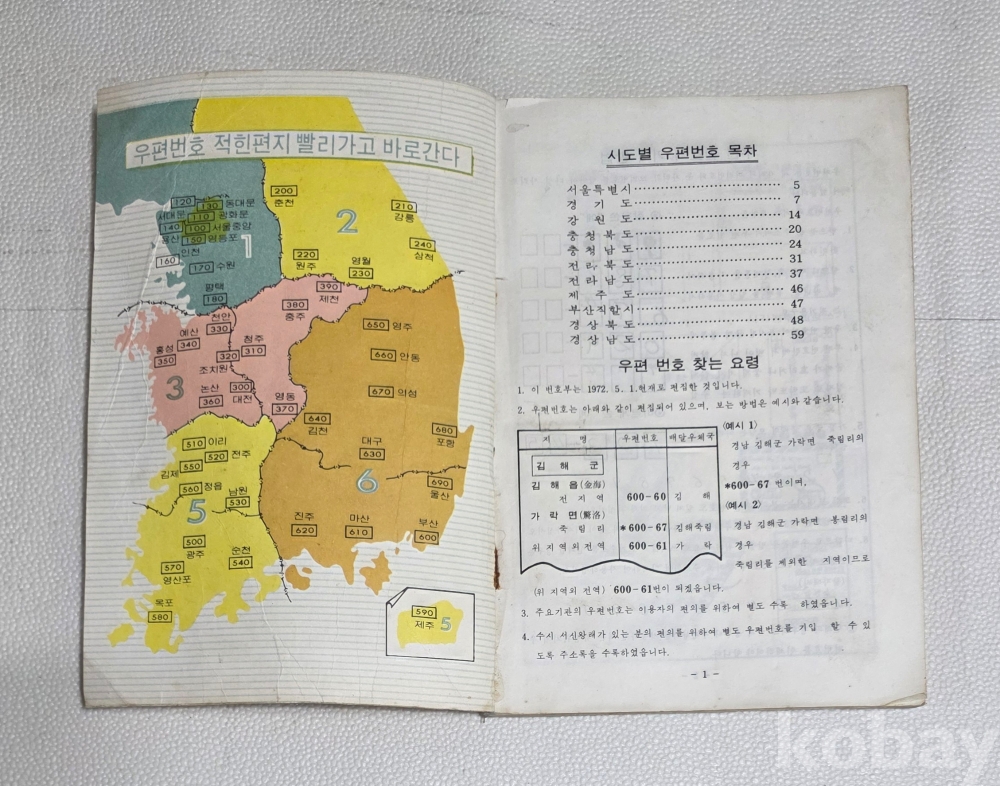 우편번호 적힌편지 빨리가고 바로간다
120
130 동대문
서대문 110 광화문
140 100 서울중앙
용산 150 영등포
인천
160
170 수원
평택
180
1
200
춘천
210
강릉
2
220
원주
영월
230
240
삼척
390
제천
380
충주
천안
330
예산
340
홍성
350
청주
310
320
조치원
3
논산
360
300
대전
영동
370
650 영주
660 안동
670 의성
640
김천
680
포항
대구
630
6
690
울산
진주
620
마산
610
부산
600
510 이리
520 전주
김제
550
560 정읍
남원
530
5
500
광주
순천
540
570
영산포
목포
580
590
제주 5
시도별 우편번호 목차
서울특별시 5
경기도 7
강원도 14
충청북도 20
충청남도 24
전라북도 31
전라남도 37
제주도 46
부산직할시 47
경상북도 48
경상남도 59
우편 번호 찾는 요령
1. 이 번호부는 1972. 5. 1.현재로 편집한 것입니다.
2. 우편번호는 아래와 같이 편집되어 있으며, 보는 방법은 예시와 같습니다.
지 명 우편번호 배달우체국
김해군
김해읍(金海)
전지역 600-60 김해
가락면(駕洛)
죽림리 *600-67 김해죽림
위지역외전역 600-61 가락
(예시 1)
경남 김해군 가락면 죽림리의
경우
*600-67 번이며,
(예시 2)
경남 김해군 가락면 봉림리의
경우
죽림리를 제외한 지역이므로
(위 지역외 전역) 600-61번이 되겠읍니다.
3. 주요기관의 우편번호는 이용자의 편의를 위하여 별도 수록 하였읍니다.
4. 수시 서신왕래가 있는 분의 편의를 위하여 별도 우편번호를 기입 할 수 있
도록 주소록을 수록하였읍니다.
- 1 -
kobay